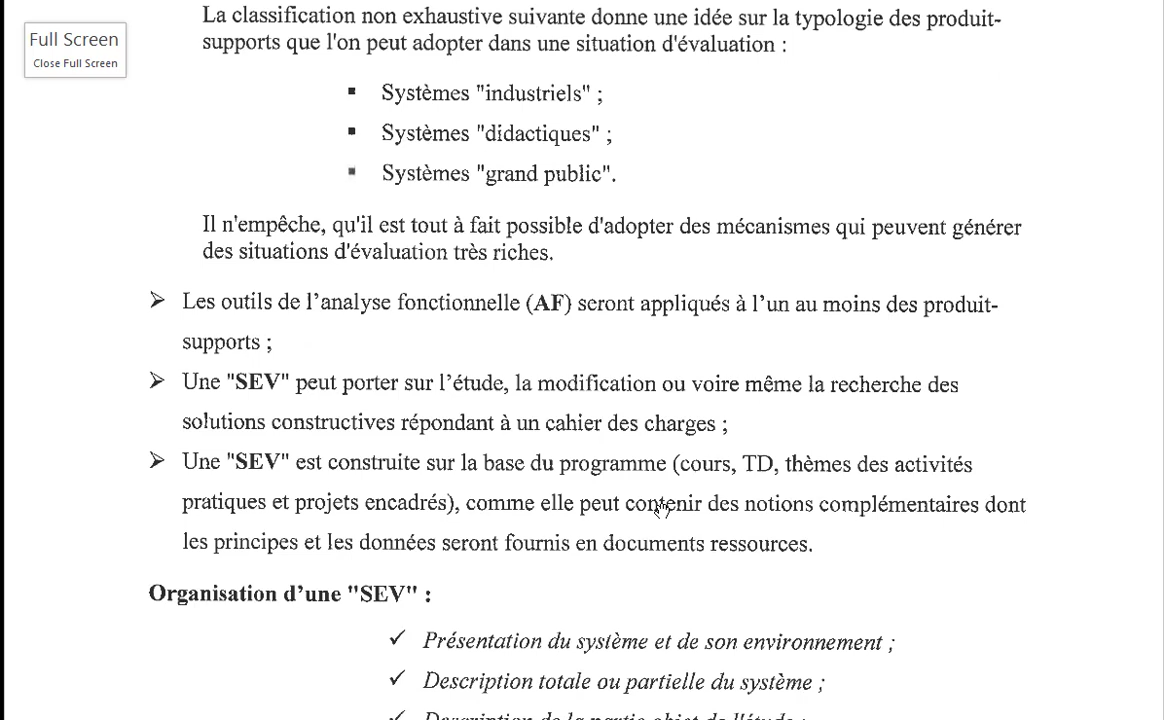 La classification non exhaustive suivante donne une idée sur la typologie des produit-
supports que l'on peut adopter dans une situation d'évaluation :
Full Screen
Close Full Screen
▪ Systèmes "industriels" ;
▪ Systèmes "didactiques" ;
▪ Systèmes "grand public".
Il n'empêche, qu'il est tout à fait possible d'adopter des mécanismes qui peuvent générer
des situations d'évaluation très riches.
➢ Les outils de l’analyse fonctionnelle (AF) seront appliqués à l’un au moins des produit-
supports ;
➢ Une "SEV" peut porter sur l’étude, la modification ou voire même la recherche des
solutions constructives répondant à un cahier des charges ;
➢ Une "SEV" est construite sur la base du programme (cours, TD, thèmes des activités
pratiques et projets encadrés), comme elle peut contenir des notions complémentaires dont
les principes et les données seront fournis en documents ressources.
Organisation d’une "SEV" :
✓ Présentation du système et de son environnement ;
✓ Description totale ou partielle du système ;
✓ Description de la partie objet de l'étude ;